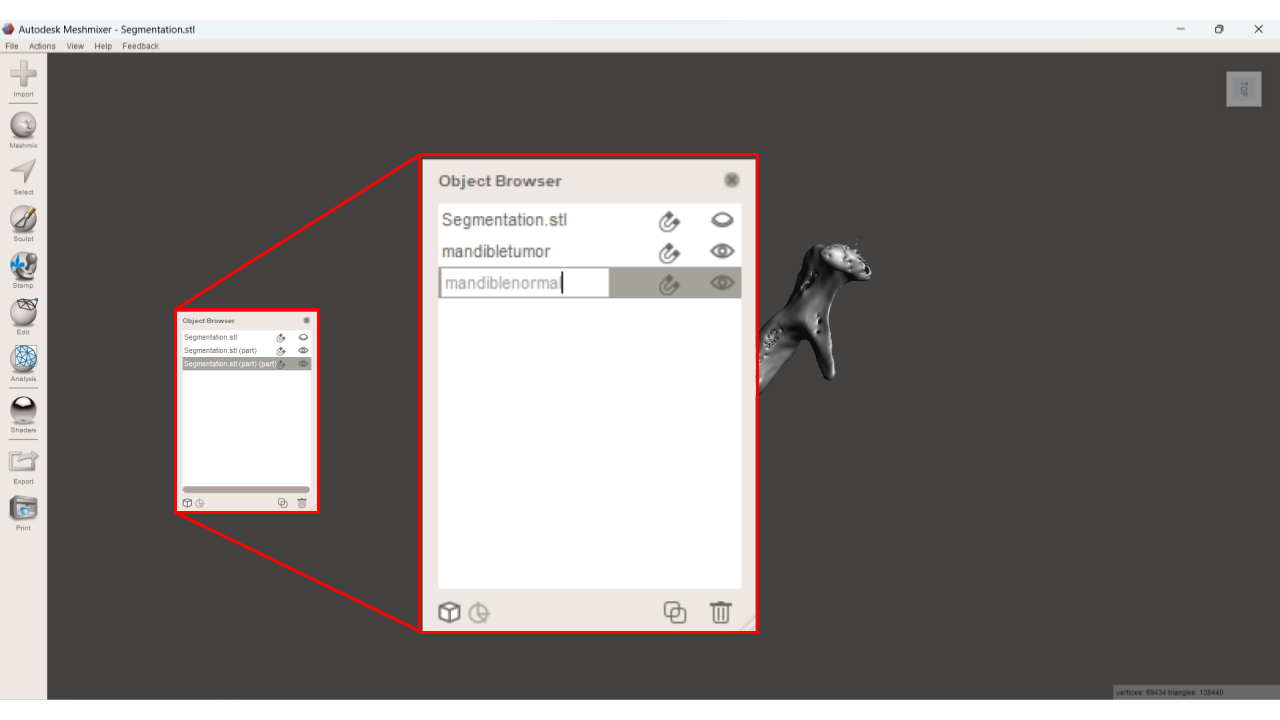 Autodesk Meshmixer - Segmentation.stl
File Actions View Help Feedback
Import
Meshmix
Select
Sculpt
Stamp
Edit
Analysis
Shaders
Export
Print
Object Browser
Segmentation.stl
Segmentation.stl (part)
Segmentation.stl (part) (part)
Object Browser
Segmentation.stl
mandibletumor
mandiblenormal
TOP
vertices: 69434 triangles: 139440